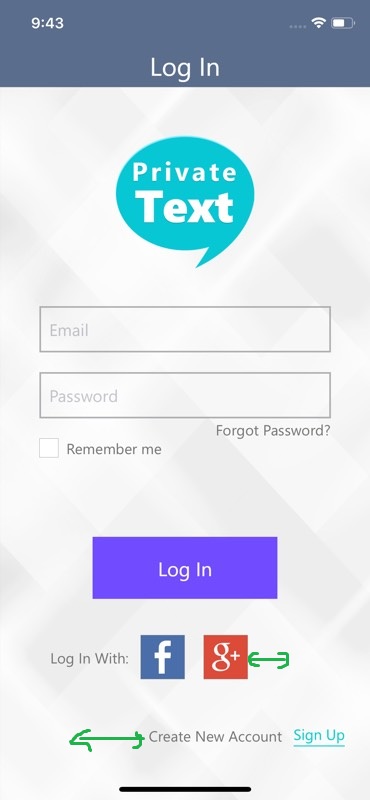 9:43
Log In
Private
Text
Email
Password
Forgot Password?
Remember me
Log In
Log In With: f g+
Create New Account Sign Up